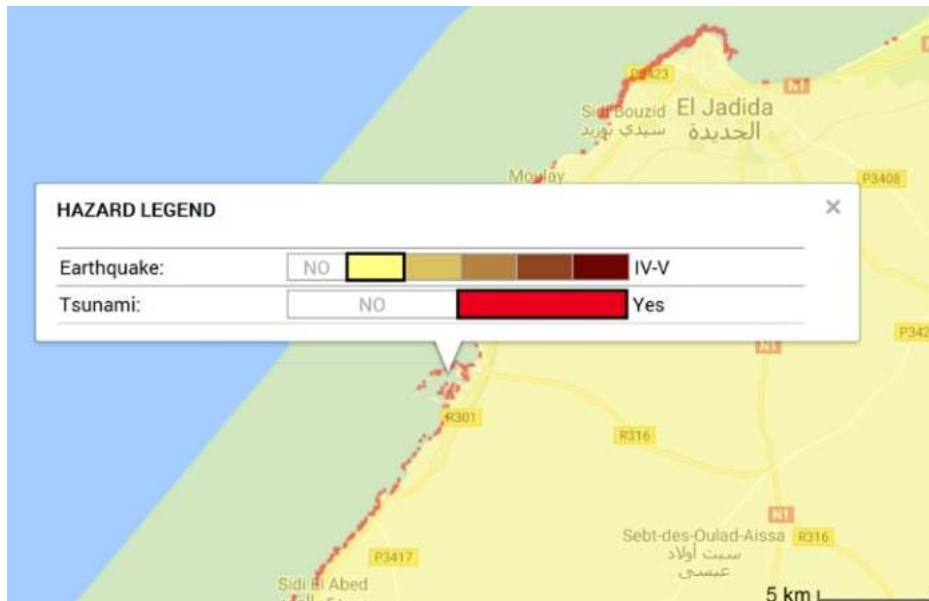 P3423
N1
Sidi Bouzid
سيدي بوزيد
El Jadida
الجديدة
Moulay
P3408
HAZARD LEGEND
×
Earthquake: NO IV-V
Tsunami: NO Yes
P342
N1
R301
R316
N1
Sebt-des-Oulad-Aissa R316
سبت أولاد
عيسى
P3417
Sidi El Abed
5 km